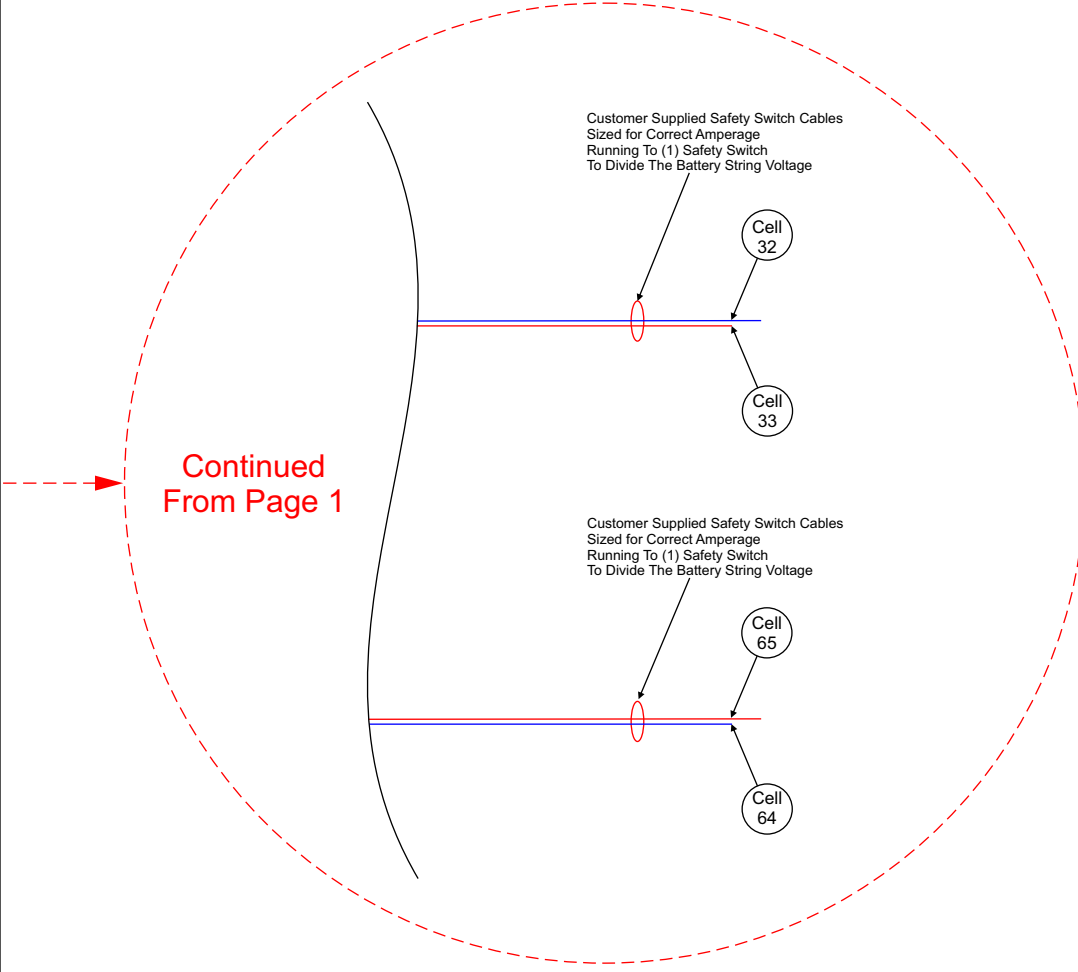 Customer Supplied Safety Switch Cables
Sized for Correct Amperage
Running To (1) Safety Switch
To Divide The Battery String Voltage
Cell
32
Cell
33
Continued
From Page 1
Customer Supplied Safety Switch Cables
Sized for Correct Amperage
Running To (1) Safety Switch
To Divide The Battery String Voltage
Cell
65
Cell
64